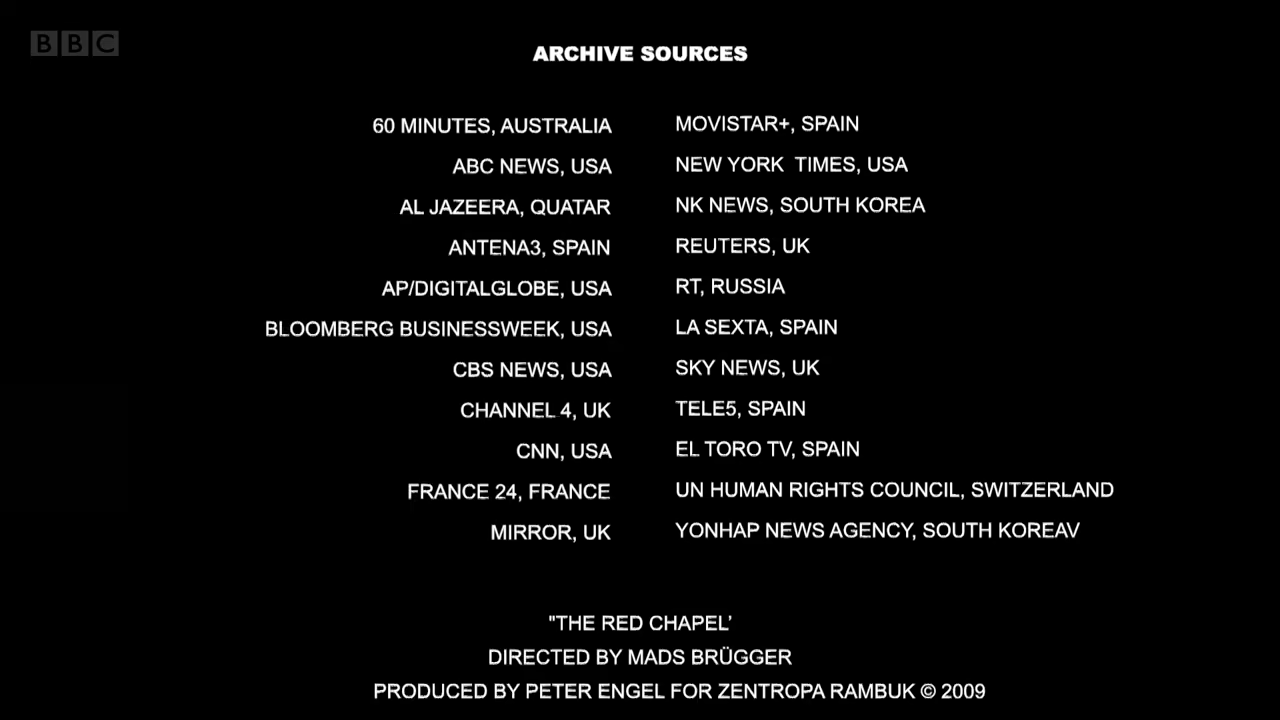 BBC
ARCHIVE SOURCES
60 MINUTES, AUSTRALIA
ABC NEWS, USA
AL JAZEERA, QUATAR
ANTENA3, SPAIN
AP/DIGITALGLOBE, USA
BLOOMBERG BUSINESSWEEK, USA
CBS NEWS, USA
CHANNEL 4, UK
CNN, USA
FRANCE 24, FRANCE
MIRROR, UK
MOVISTAR+, SPAIN
NEW YORK  TIMES, USA
NK NEWS, SOUTH KOREA
REUTERS, UK
RT, RUSSIA
LA SEXTA, SPAIN
SKY NEWS, UK
TELE5, SPAIN
EL TORO TV, SPAIN
UN HUMAN RIGHTS COUNCIL, SWITZERLAND
YONHAP NEWS AGENCY, SOUTH KOREAV
"THE RED CHAPEL’
DIRECTED BY MADS BRÜGGER
PRODUCED BY PETER ENGEL FOR ZENTROPA RAMBUK © 2009